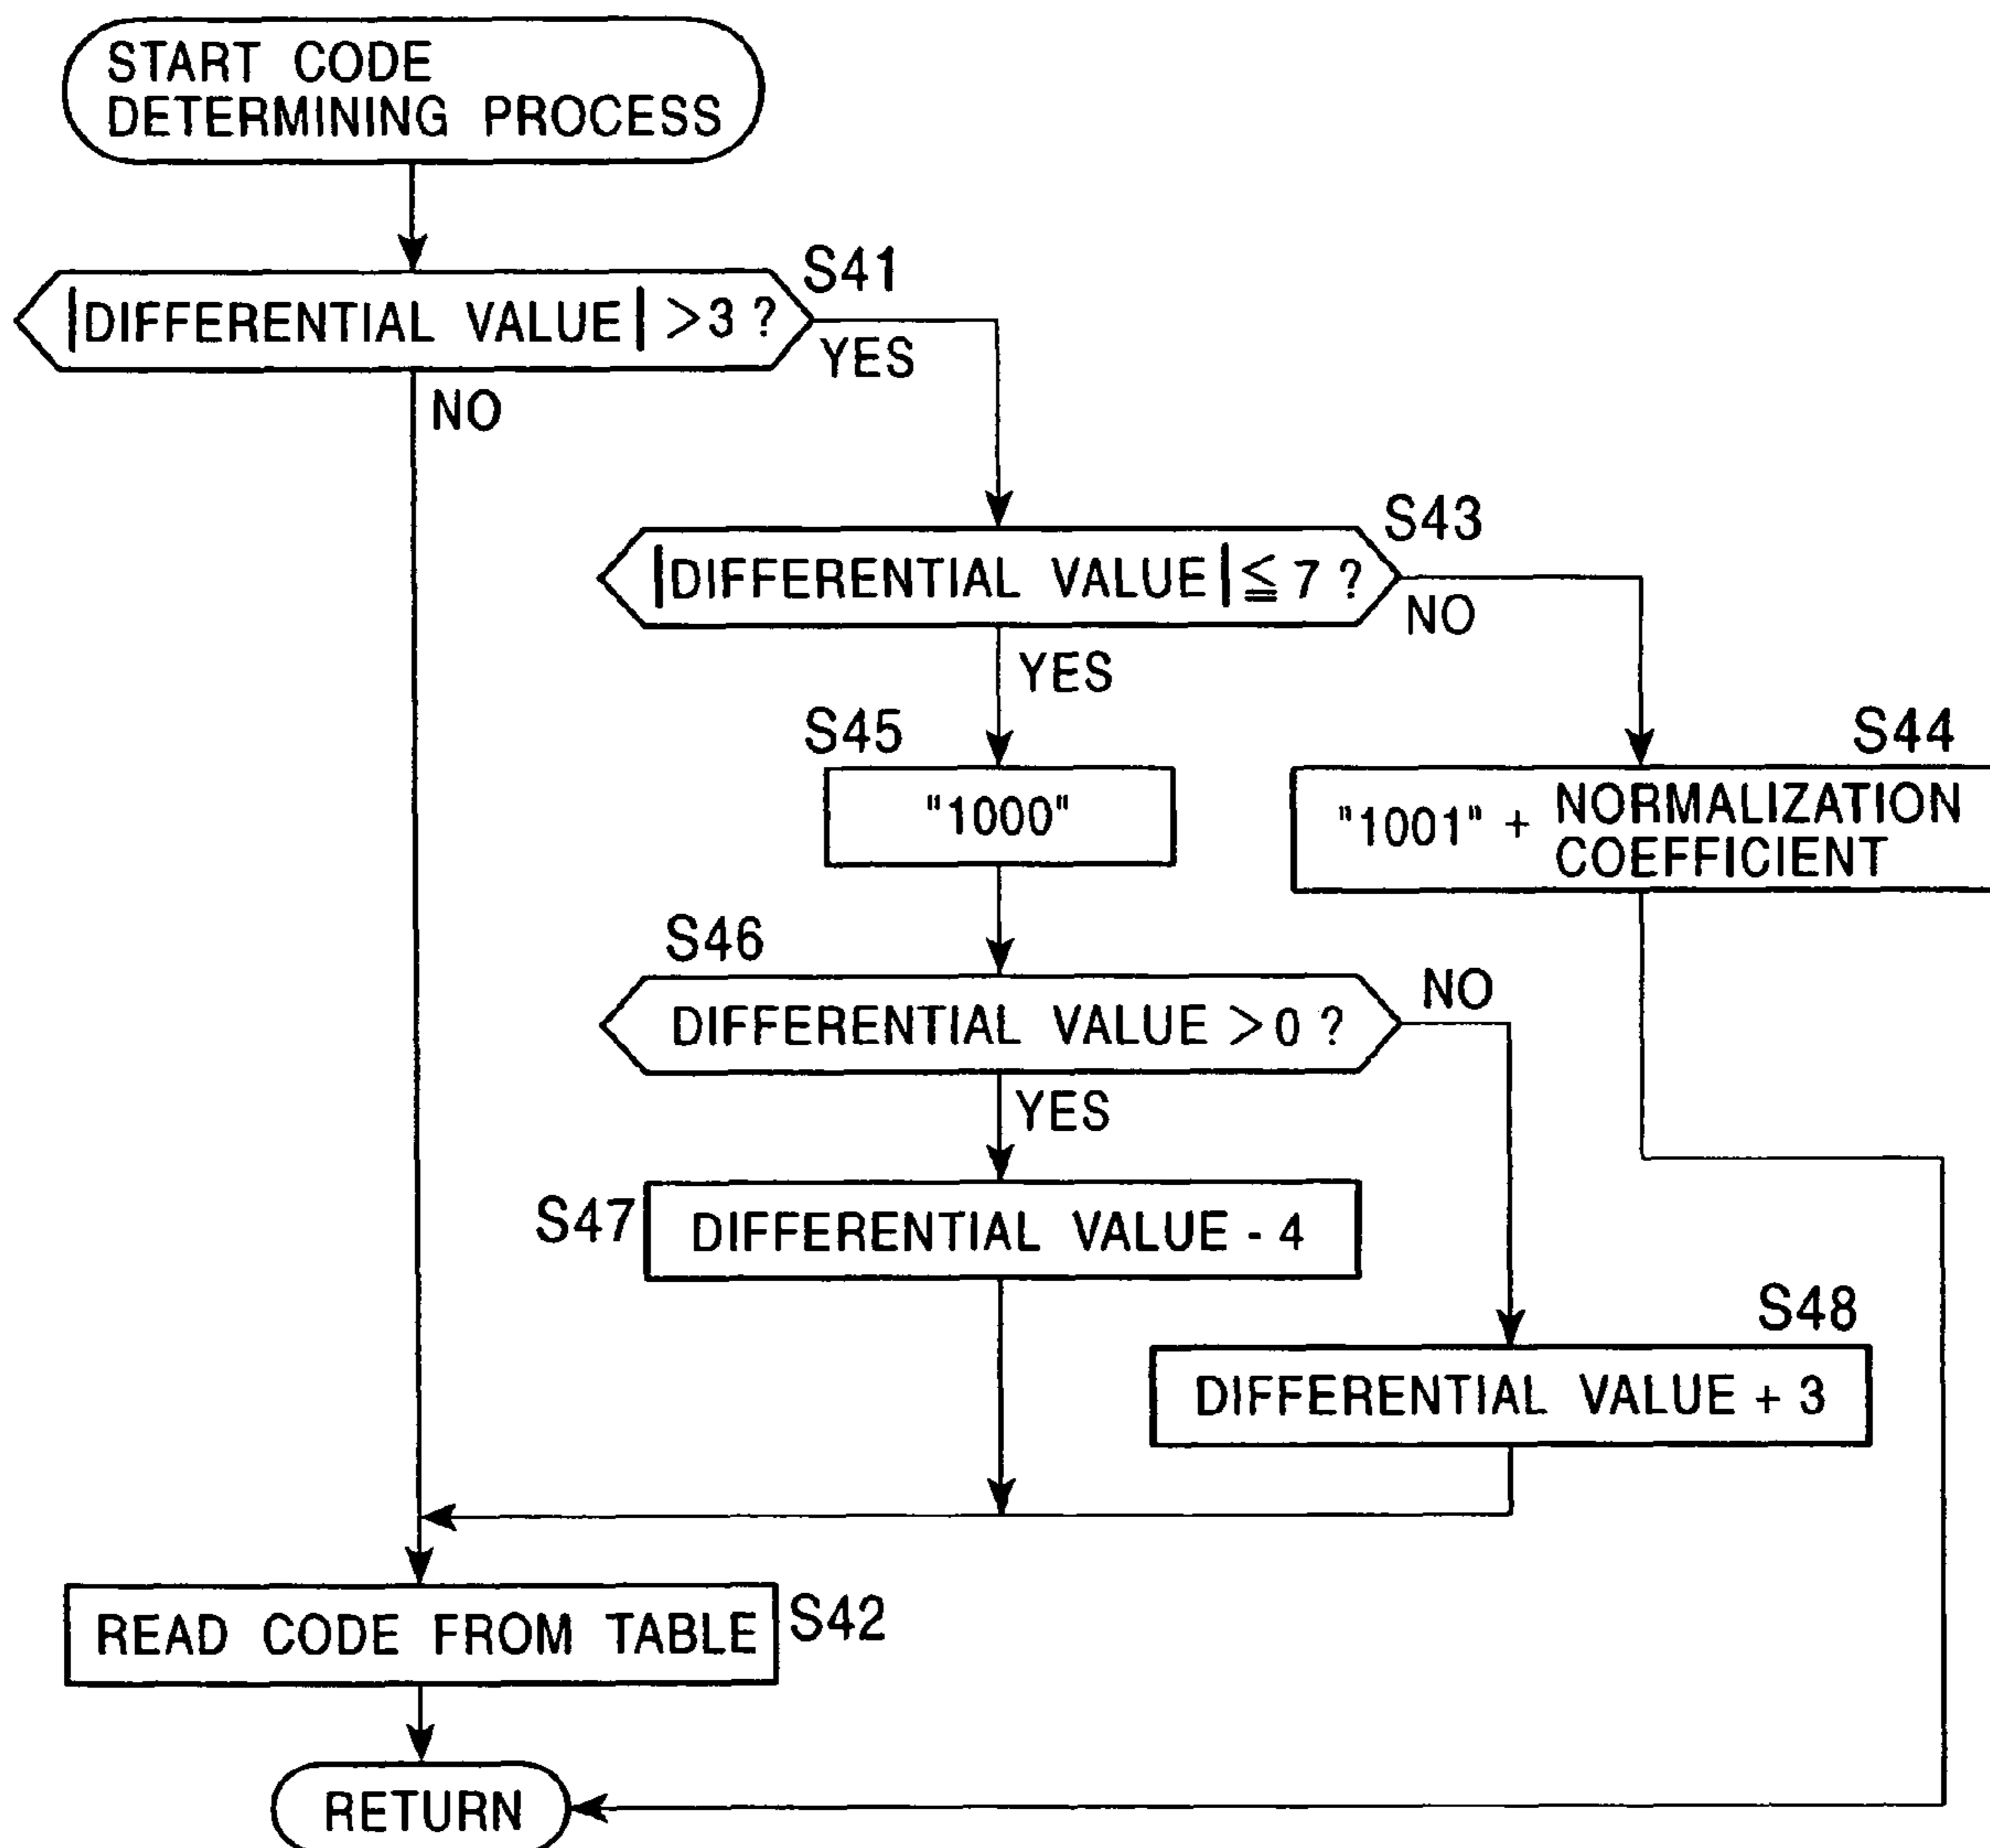 START CODE
DETERMINING PROCESS
S41
|DIFFERENTIAL VALUE| >3 ?
YES
NO
S43
|DIFFERENTIAL VALUE| ≦ 7 ?
NO
YES
S45
S44
"1000"
"1001" + NORMALIZATION
COEFFICIENT
S46
NO
DIFFERENTIAL VALUE >0 ?
YES
S47
DIFFERENTIAL VALUE - 4
S48
DIFFERENTIAL VALUE + 3
READ CODE FROM TABLE
S42
RETURN